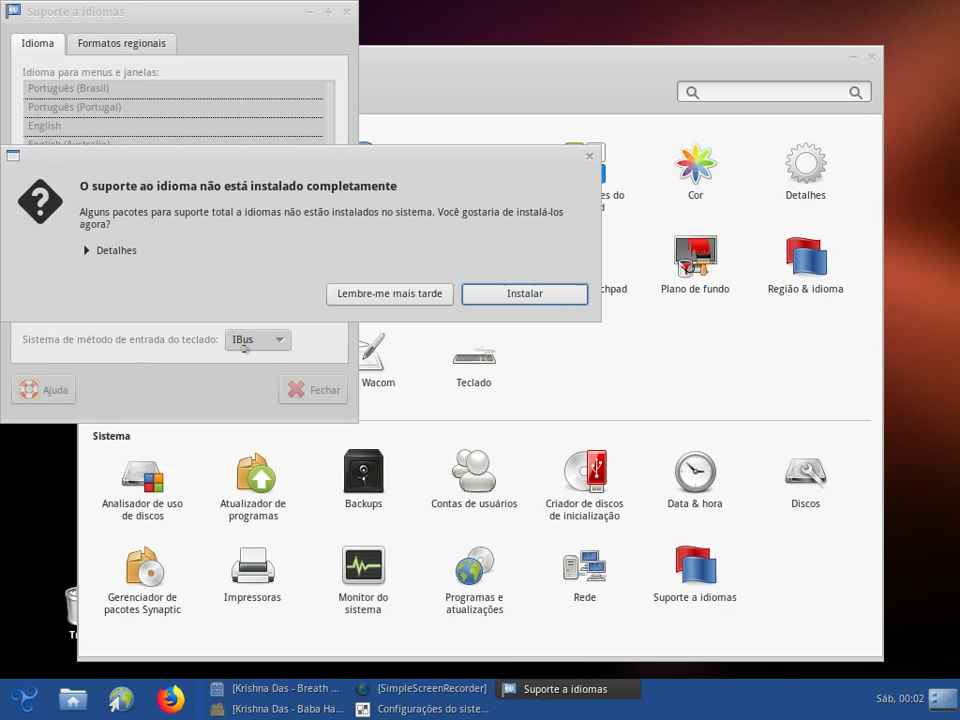 Suporte a idiomas
Idioma
Formatos regionais
Idioma para menus e janelas:
Português (Brasil)
Português (Portugal)
English
English (Australia)
O suporte ao idioma não está instalado completamente
Alguns pacotes para suporte total a idiomas não estão instalados no sistema. Você gostaria de instalá-los
agora?
Detalhes
Lembre-me mais tarde
Instalar
Sistema de método de entrada do teclado:
IBus
Ajuda
Fechar
es do
Cor
Detalhes
chpad
Plano de fundo
Região & idioma
Wacom
Teclado
Sistema
Analisador de uso
de discos
Atualizador de
programas
Backups
Contas de usuários
Criador de discos
de inicialização
Data & hora
Discos
Gerenciador de
pacotes Synaptic
Impressoras
Monitor do
sistema
Programas e
atualizações
Rede
Suporte a idiomas
[Krishna Das - Breath ...
[SimpleScreenRecorder]
Suporte a idiomas
[Krishna Das - Baba Ha...
Configurações do siste...
Sáb, 00:02